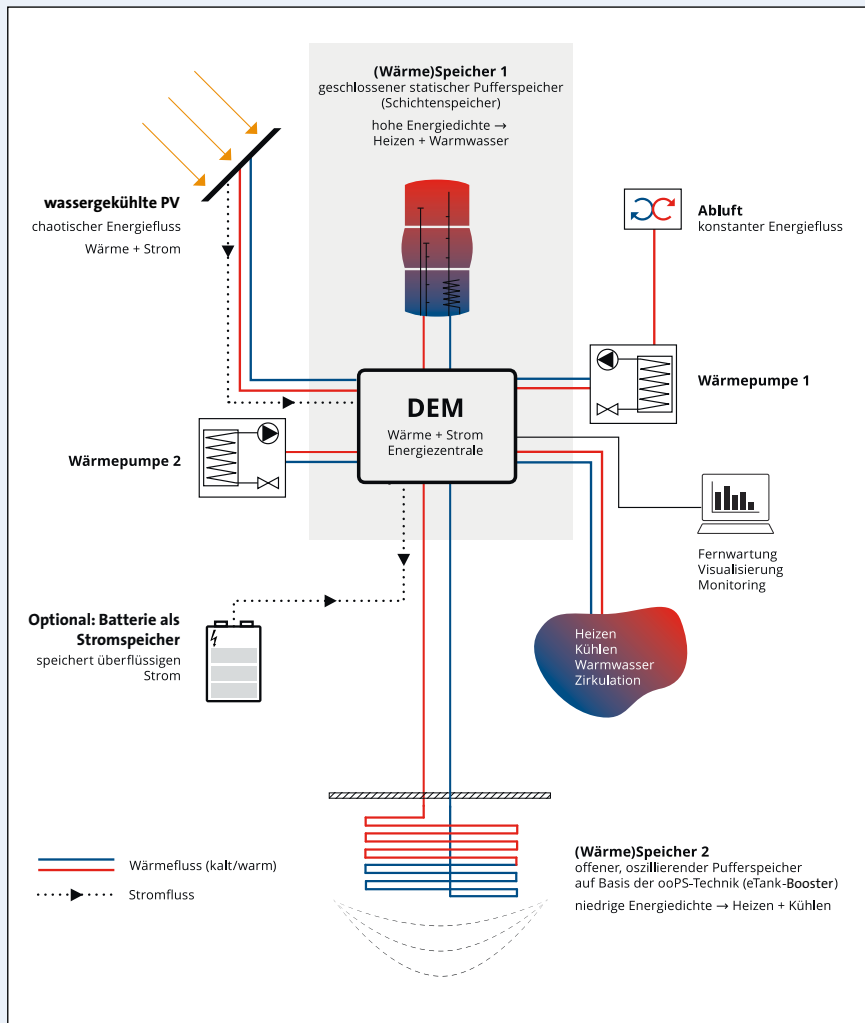 (Wärme)Speicher 1
geschlossener statischer Pufferspeicher
(Schichtenspeicher)
hohe Energiedichte →
Heizen + Warmwasser
wassergekühlte PV
chaotischer Energiefluss
Wärme + Strom
Abluft
konstanter Energiefluss
Wärmepumpe 1
DEM
Wärme + Strom
Energiezentrale
Wärmepumpe 2
Fernwartung
Visualisierung
Monitoring
Optional: Batterie als
Stromspeicher
speichert überflüssigen
Strom
Heizen
Kühlen
Warmwasser
Zirkulation
(Wärme)Speicher 2
offener, oszillierender Pufferspeicher
auf Basis der ooPS-Technik (eTank-Booster)
niedrige Energiedichte → Heizen + Kühlen
Wärmefluss (kalt/warm)
Stromfluss